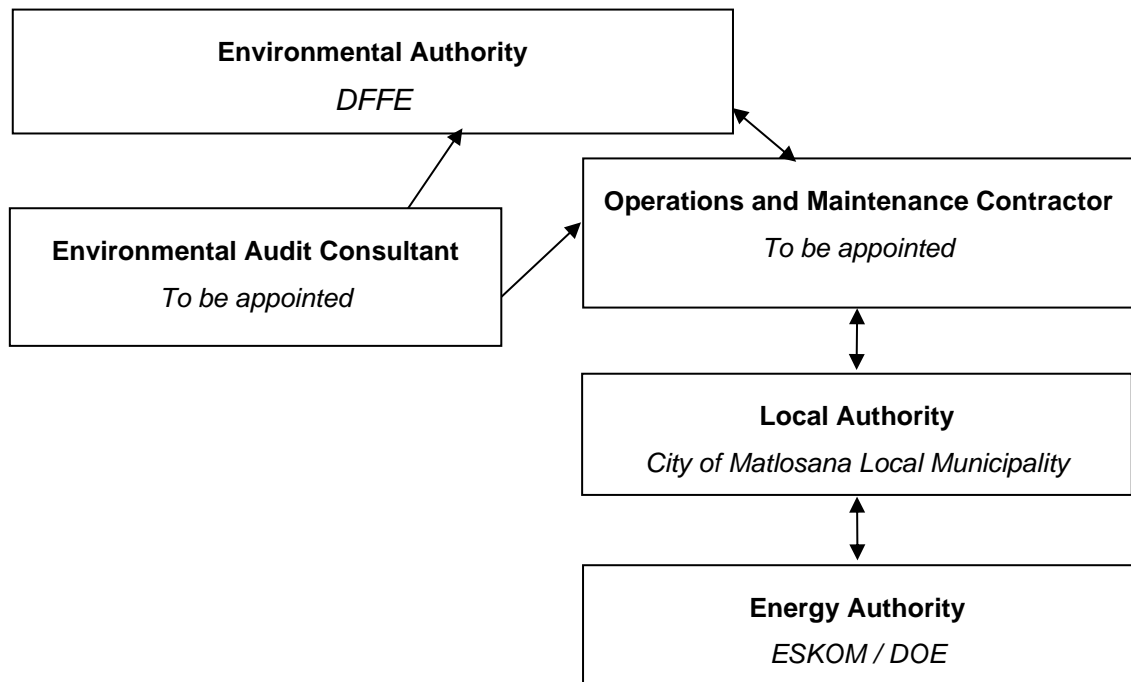 Environmental Authority
DFFE
Operations and Maintenance Contractor
To be appointed
Environmental Audit Consultant
To be appointed
Local Authority
City of Matlosana Local Municipality
Energy Authority
ESKOM / DOE